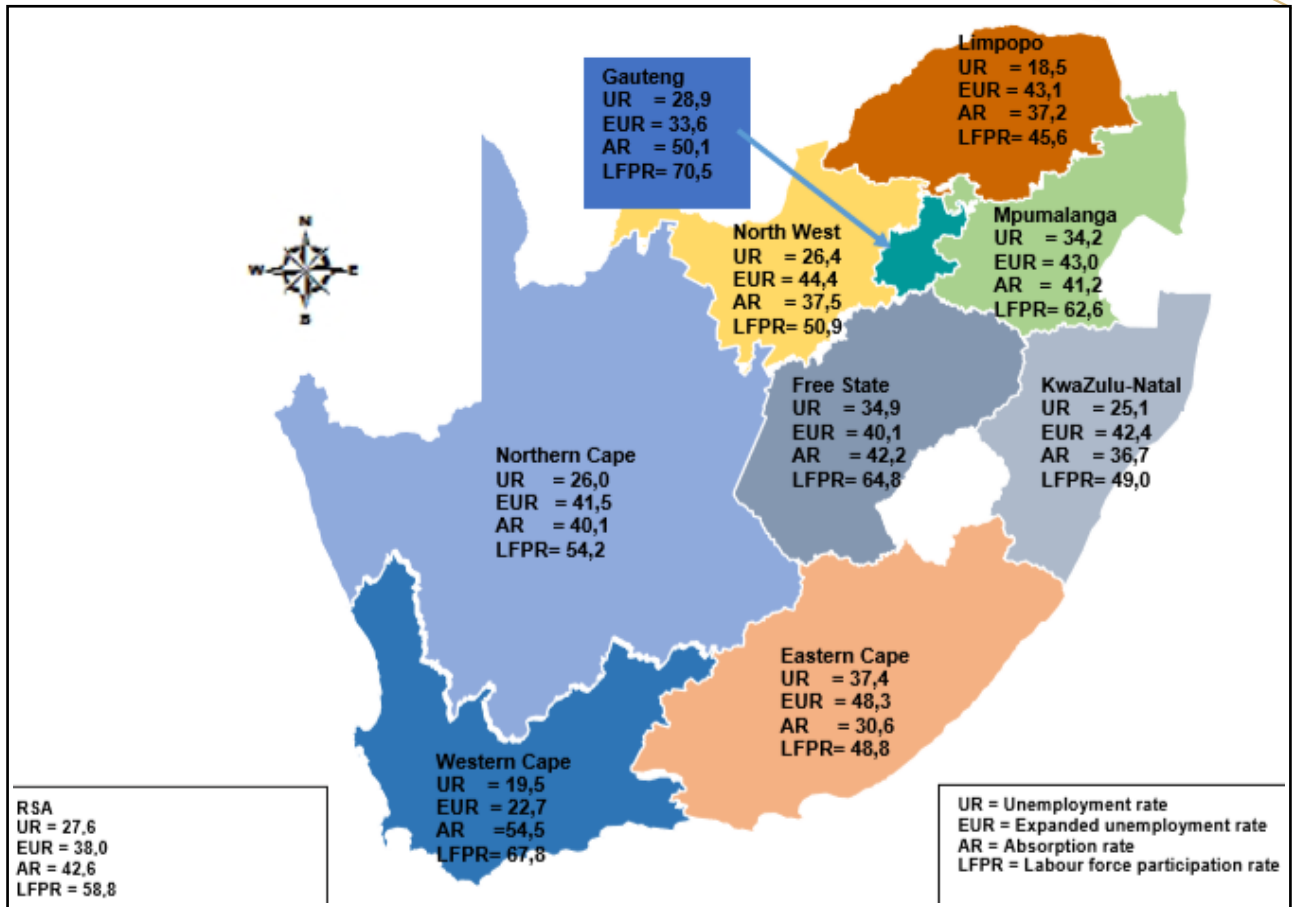 Limpopo
UR = 18,5
EUR = 43,1
AR = 37,2
LFPR= 45,6
Gauteng
UR = 28,9
EUR = 33,6
AR = 50,1
LFPR= 70,5
N
W
E
S
North West
UR = 26,4
EUR = 44,4
AR = 37,5
LFPR= 50,9
Mpumalanga
UR = 34,2
EUR = 43,0
AR = 41,2
LFPR= 62,6
Free State
UR = 34,9
EUR = 40,1
AR = 42,2
LFPR= 64,8
KwaZulu-Natal
UR = 25,1
EUR = 42,4
AR = 36,7
LFPR= 49,0
Northern Cape
UR = 26,0
EUR = 41,5
AR = 40,1
LFPR= 54,2
Eastern Cape
UR = 37,4
EUR = 48,3
AR = 30,6
LFPR= 48,8
Western Cape
UR = 19,5
EUR = 22,7
AR =54,5
LFPR= 67,8
RSA
UR = 27,6
EUR = 38,0
AR = 42,6
LFPR = 58,8
UR = Unemployment rate
EUR = Expanded unemployment rate
AR = Absorption rate
LFPR = Labour force participation rate